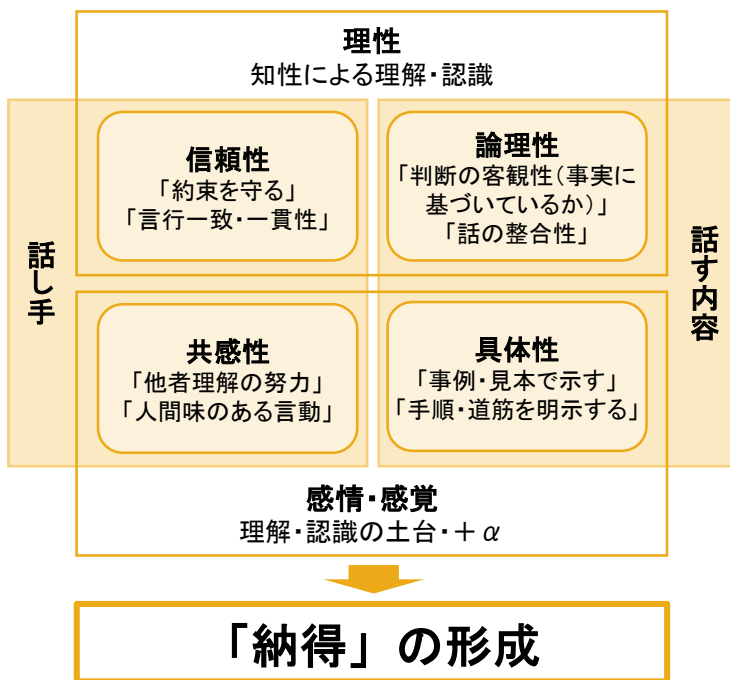 理性
知性による理解・認識
話し手
信頼性
「約束を守る」
「言行一致・一貫性」
論理性
「判断の客観性（事実に
基づいているか）」
「話の整合性」
話す内容
共感性
「他者理解の努力」
「人間味のある言動」
具体性
「事例・見本で示す」
「手順・道筋を明示する」
感情・感覚
理解・認識の土台・＋α
「納得」の形成